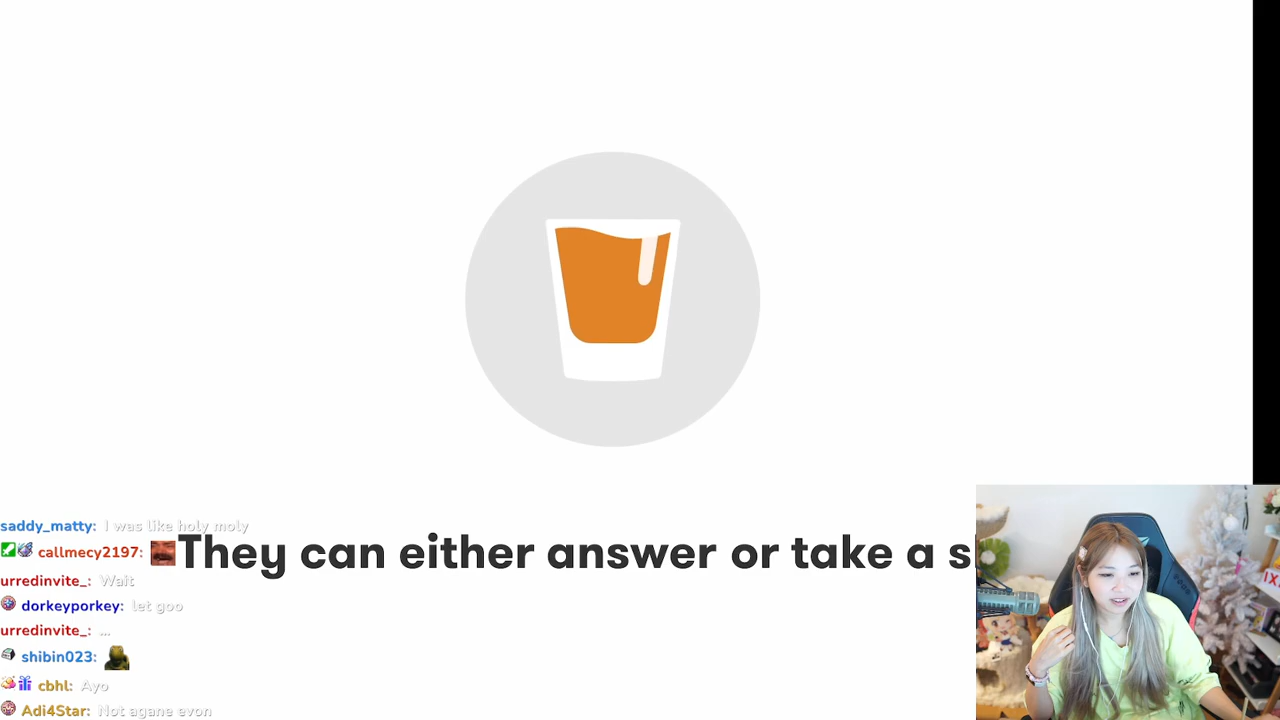 They can either answer or take a
saddy_matty: I was like holy moly
callmecy2197:
urredinvite_: Wait
dorkeyporkey: let goo
urredinvite_: ...
shibin023:
cbhl: Ayo
Adi4Star: Not agane evon